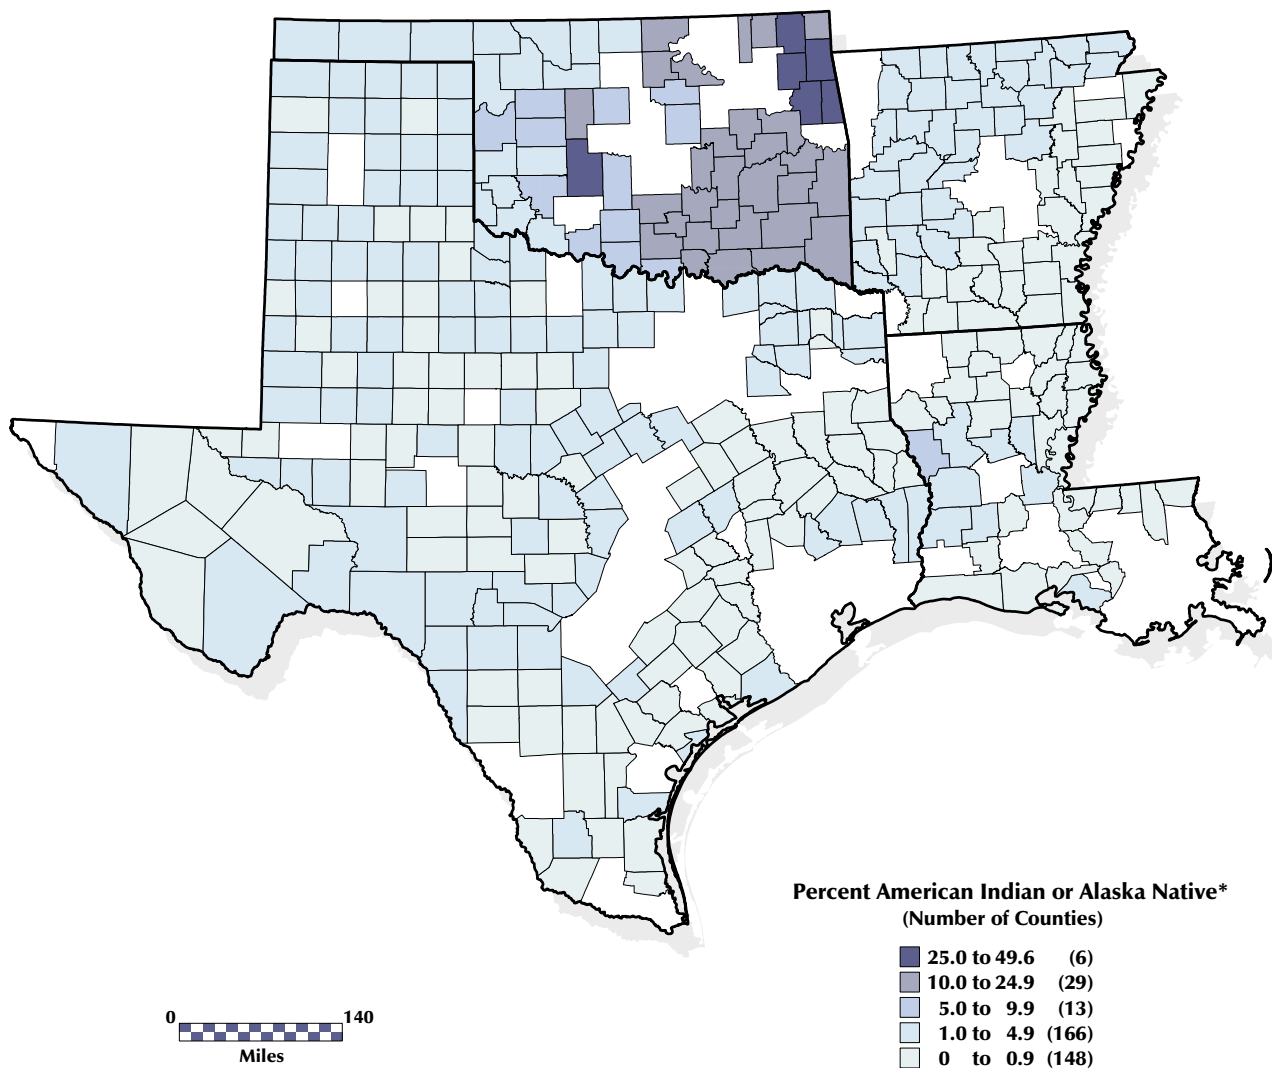 Percent American Indian or Alaska Native*
(Number of Counties)
25.0 to 49.6 (6)
10.0 to 24.9 (29)
5.0 to 9.9 (13)
1.0 to 4.9 (166)
0 to 0.9 (148)
0 140
Miles